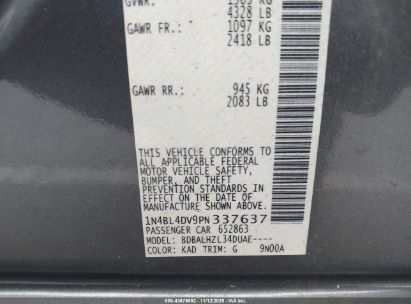 GVWR: 1963 KG
4328 LB
GAWR FR.: 1097 KG
2418 LB
GAWR RR.: 945 KG
2083 LB
THIS VEHICLE CONFORMS TO
ALL APPLICABLE FEDERAL
MOTOR VEHICLE SAFETY,
BUMPER, AND THEFT
PREVENTION STANDARDS IN
EFFECT ON THE DATE OF
MANUFACTURE SHOWN ABOVE
1N4BL4DV9PN337637
PASSENGER CAR 652863
MODEL: BDBALHZL34DUAE----
COLOR: KAD TRIM: G 9N00A